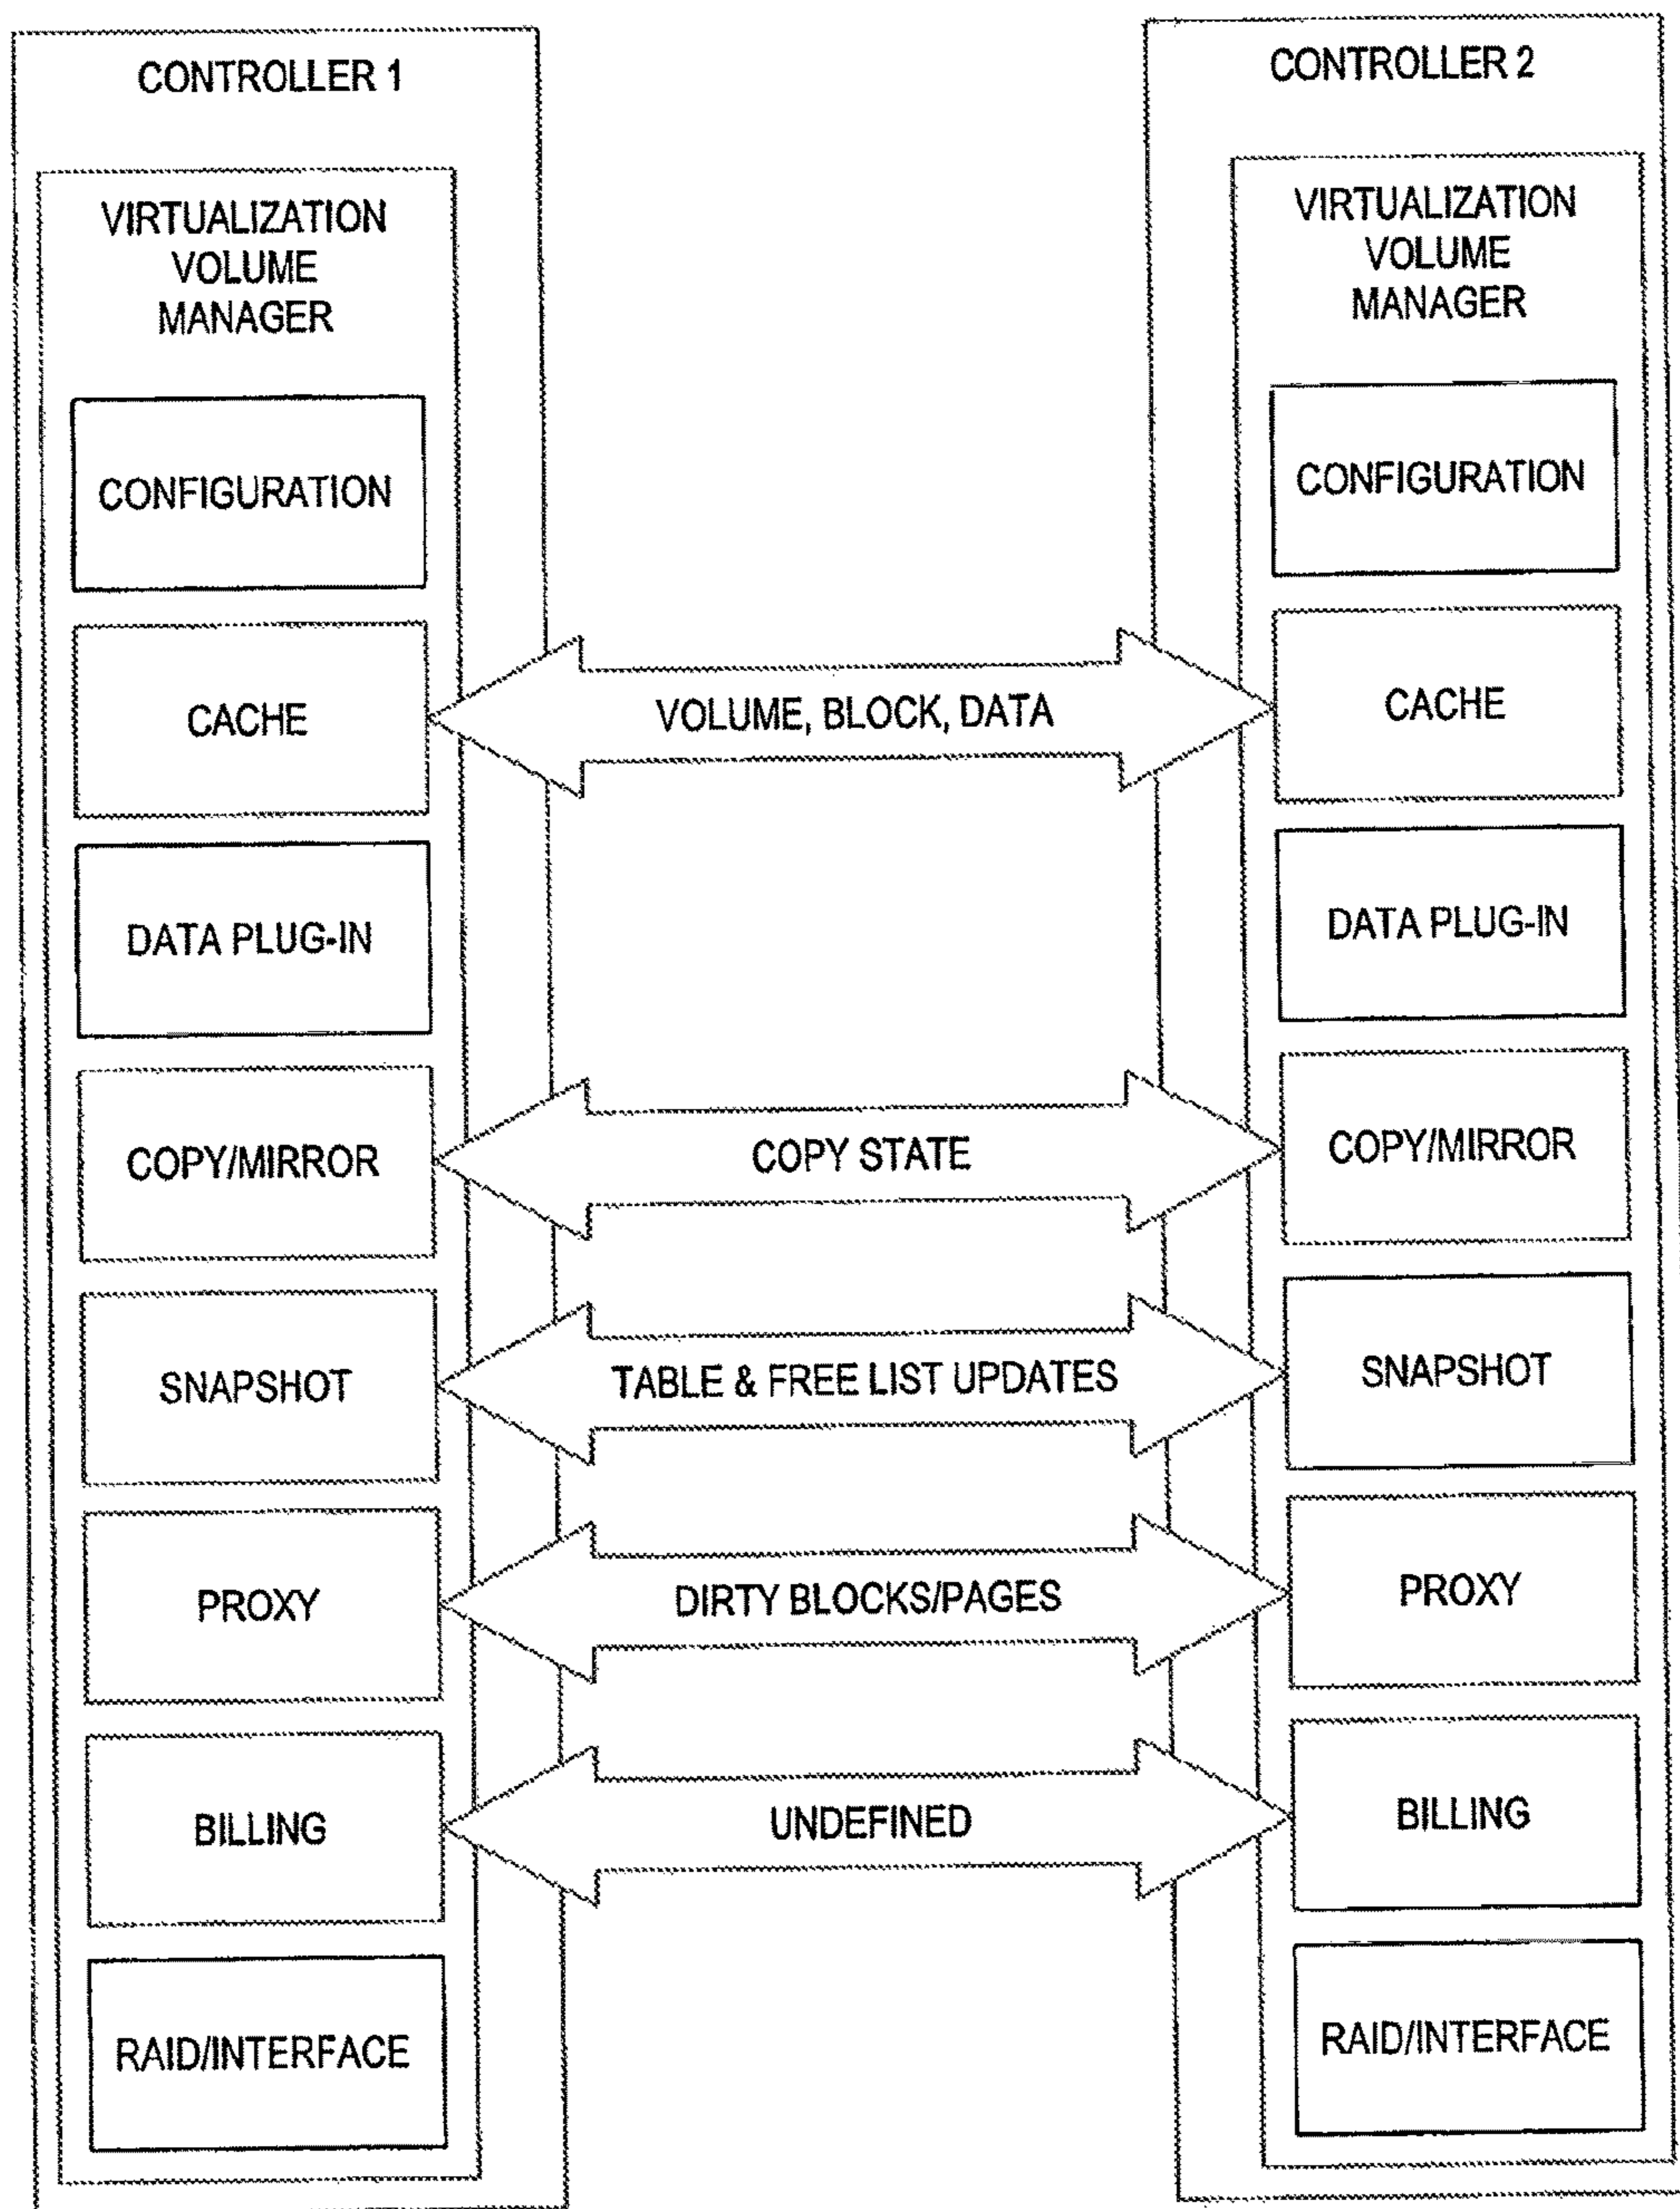 CONTROLLER 1
VIRTUALIZATION
VOLUME
MANAGER
CONFIGURATION
CACHE
DATA PLUG-IN
COPY/MIRROR
SNAPSHOT
PROXY
BILLING
RAID/INTERFACE
VOLUME, BLOCK, DATA
COPY STATE
TABLE & FREE LIST UPDATES
DIRTY BLOCKS/PAGES
UNDEFINED
CONTROLLER 2
VIRTUALIZATION
VOLUME
MANAGER
CONFIGURATION
CACHE
DATA PLUG-IN
COPY/MIRROR
SNAPSHOT
PROXY
BILLING
RAID/INTERFACE